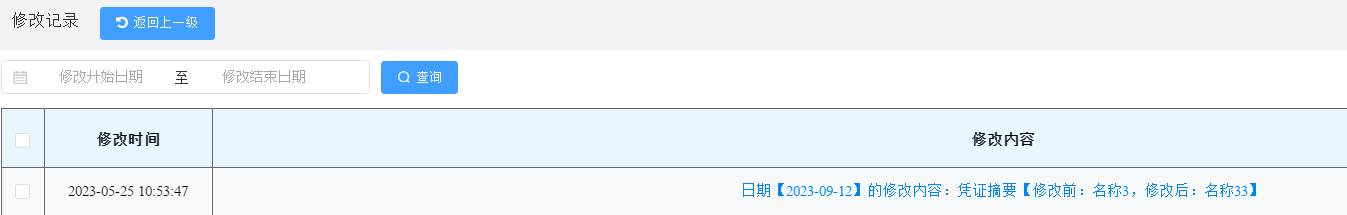 修改记录 返回上一级
修改开始日期 至 修改结束日期 查询
修改时间 修改内容
2023-05-25 10:53:47 日期【2023-09-12】的修改内容：凭证摘要【修改前：名称3，修改后：名称33】